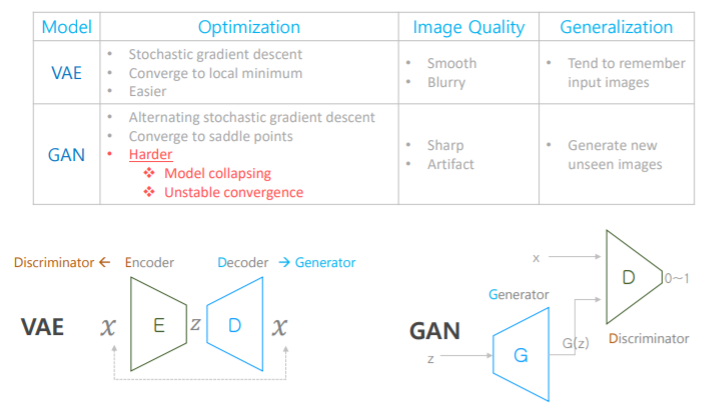 Model Optimization Image Quality Generalization
VAE
• Stochastic gradient descent
• Converge to local minimum
• Easier
• Smooth
• Blurry
• Tend to remember
input images
GAN
• Alternating stochastic gradient descent
• Converge to saddle points
• Harder
❖ Model collapsing
❖ Unstable convergence
• Sharp
• Artifact
• Generate new
unseen images
Discriminator ← Encoder Decoder → Generator
VAE x E z D x
GAN
Generator
z
G
G(z)
x
D
0~1
Discriminator